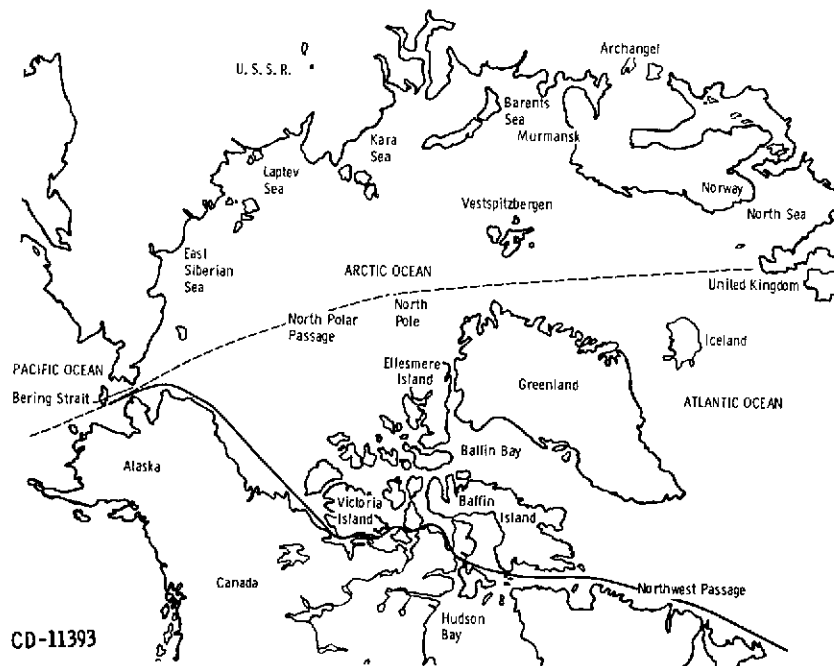 Archangel
U.S.S.R.
Barents
Sea
Murmansk
Kara
Sea
Laptev
Sea
Norway
Vestspitzbergen
North Sea
East
Siberian
Sea
ARCTIC OCEAN
United Kingdom
North
Pole
North Polar
Passage
Iceland
PACIFIC OCEAN
Ellesmere
Island
Greenland
Bering Strait
ATLANTIC OCEAN
Baffin Bay
Alaska
Victoria
Island
Baffin
Island
Canada
Northwest Passage
Hudson
Bay
CD-11393